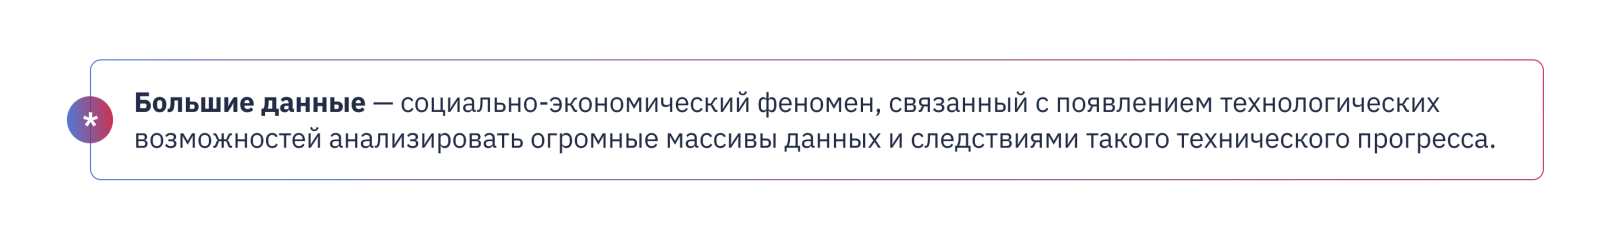 *
Большие данные — социально-экономический феномен, связанный с появлением технологических
возможностей анализировать огромные массивы данных и следствиями такого технического прогресса.